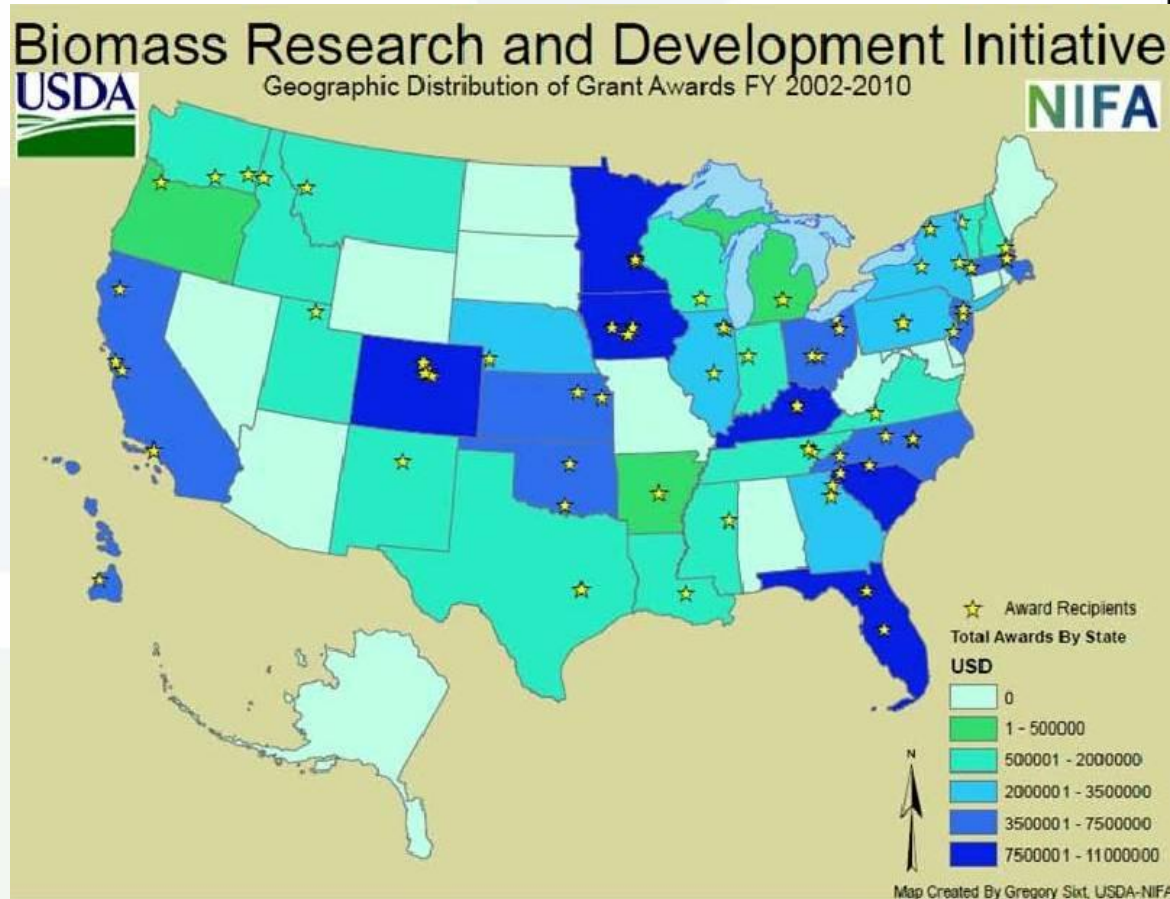 Biomass Research and Development Initiative
USDA
Geographic Distribution of Grant Awards FY 2002-2010
NIFA
Award Recipients
Total Awards By State
USD
0
1 - 500000
500001 - 2000000
2000001 - 3500000
3500001 - 7500000
7500001 - 11000000
N
Map Created By Gregory Sixt, USDA-NIFA